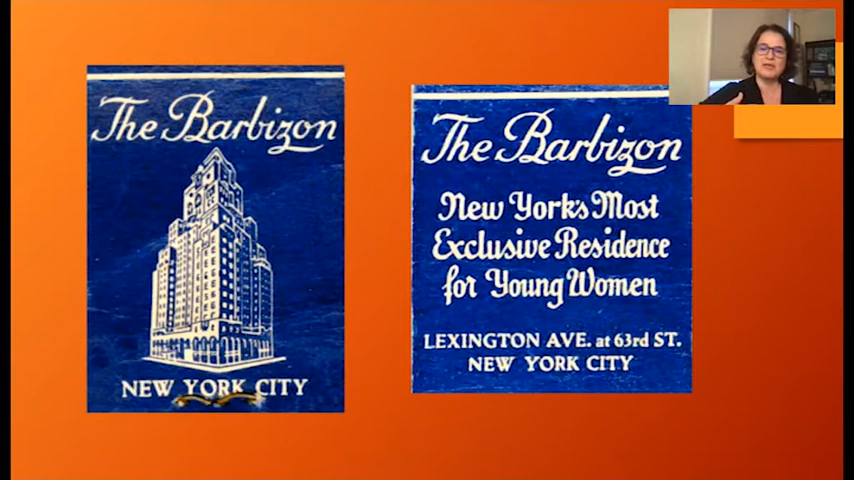 The Barbizon
NEW YORK CITY
The Barbizon
New York's Most
Exclusive Residence
for Young Women
LEXINGTON AVE. at 63rd ST.
NEW YORK CITY